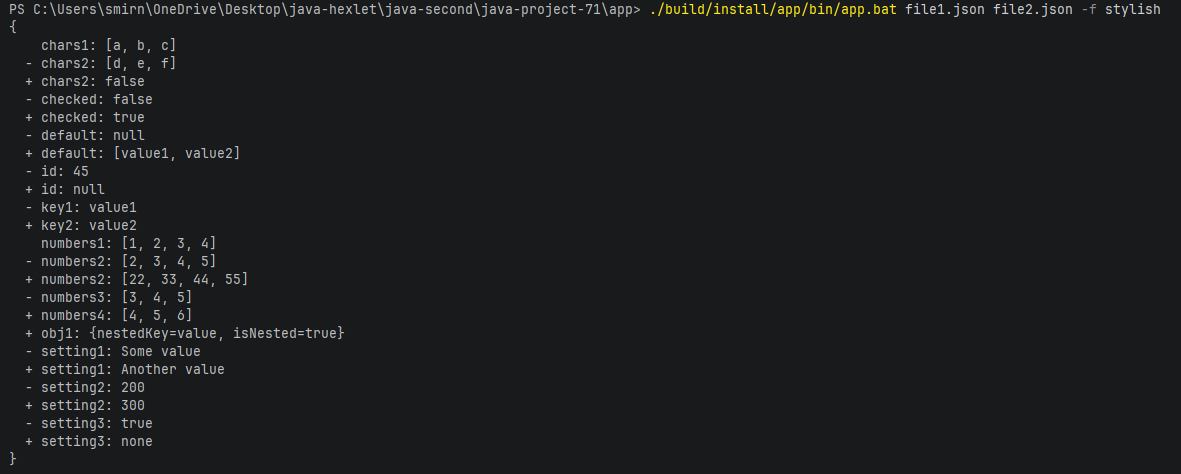 PS C:\Users\smirn\OneDrive\Desktop\java-hexlet\java-second\java-project-71\app> ./build/install/app/bin/app.bat file1.json file2.json -f stylish
{
    chars1: [a, b, c]
  - chars2: [d, e, f]
  + chars2: false
  - checked: false
  + checked: true
  - default: null
  + default: [value1, value2]
  - id: 45
  + id: null
  - key1: value1
  + key2: value2
    numbers1: [1, 2, 3, 4]
  - numbers2: [2, 3, 4, 5]
  + numbers2: [22, 33, 44, 55]
  - numbers3: [3, 4, 5]
  + numbers4: [4, 5, 6]
  + obj1: {nestedKey=value, isNested=true}
  - setting1: Some value
  + setting1: Another value
  - setting2: 200
  + setting2: 300
  - setting3: true
  + setting3: none
}